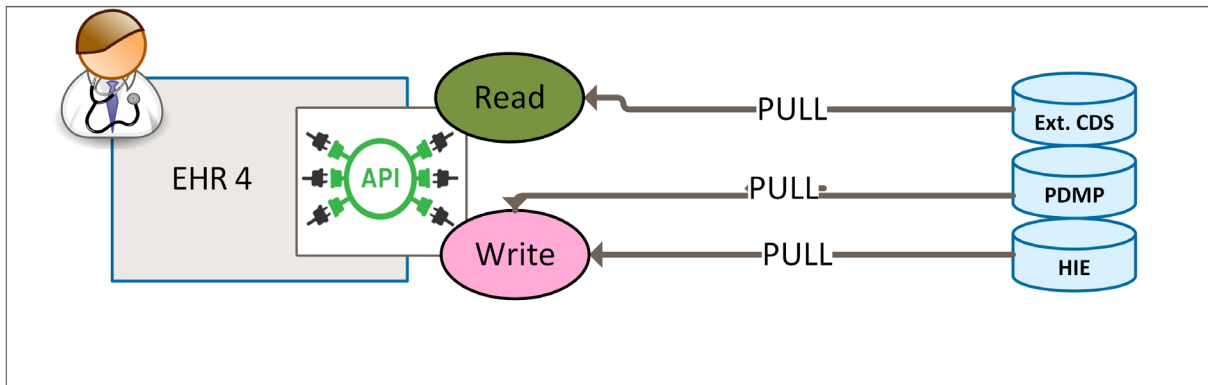 Read
PULL
Ext. CDS
EHR 4
API
PULL
PDMP
Write
PULL
HIE